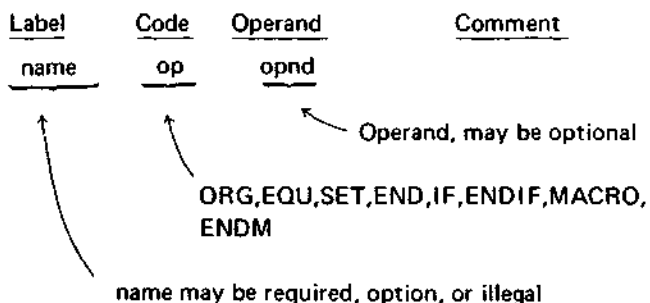 Label Code Operand Comment
name op opnd
Operand, may be optional
ORG,EQU,SET,END,IF,ENDIF,MACRO,
ENDM
name may be required, option, or illegal